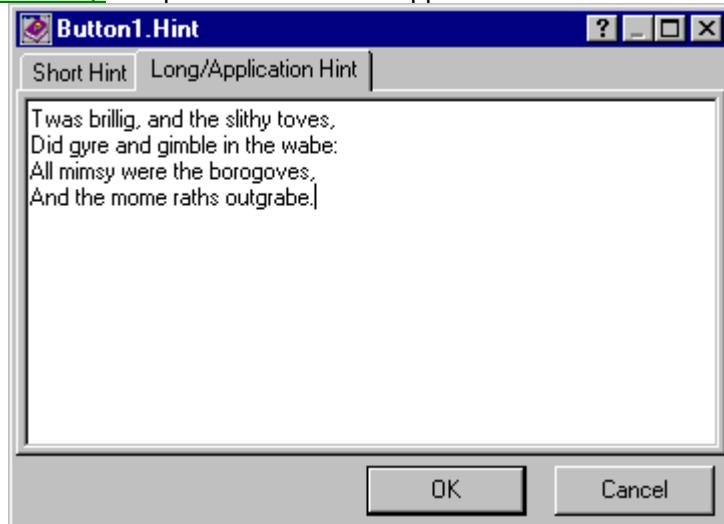 Button1.Hint
Short Hint Long/Application Hint
Twas brillig, and the slithy toves,
Did gyre and gimble in the wabe:
All mimsy were the borogoves,
And the mome raths outgrabe.
OK Cancel